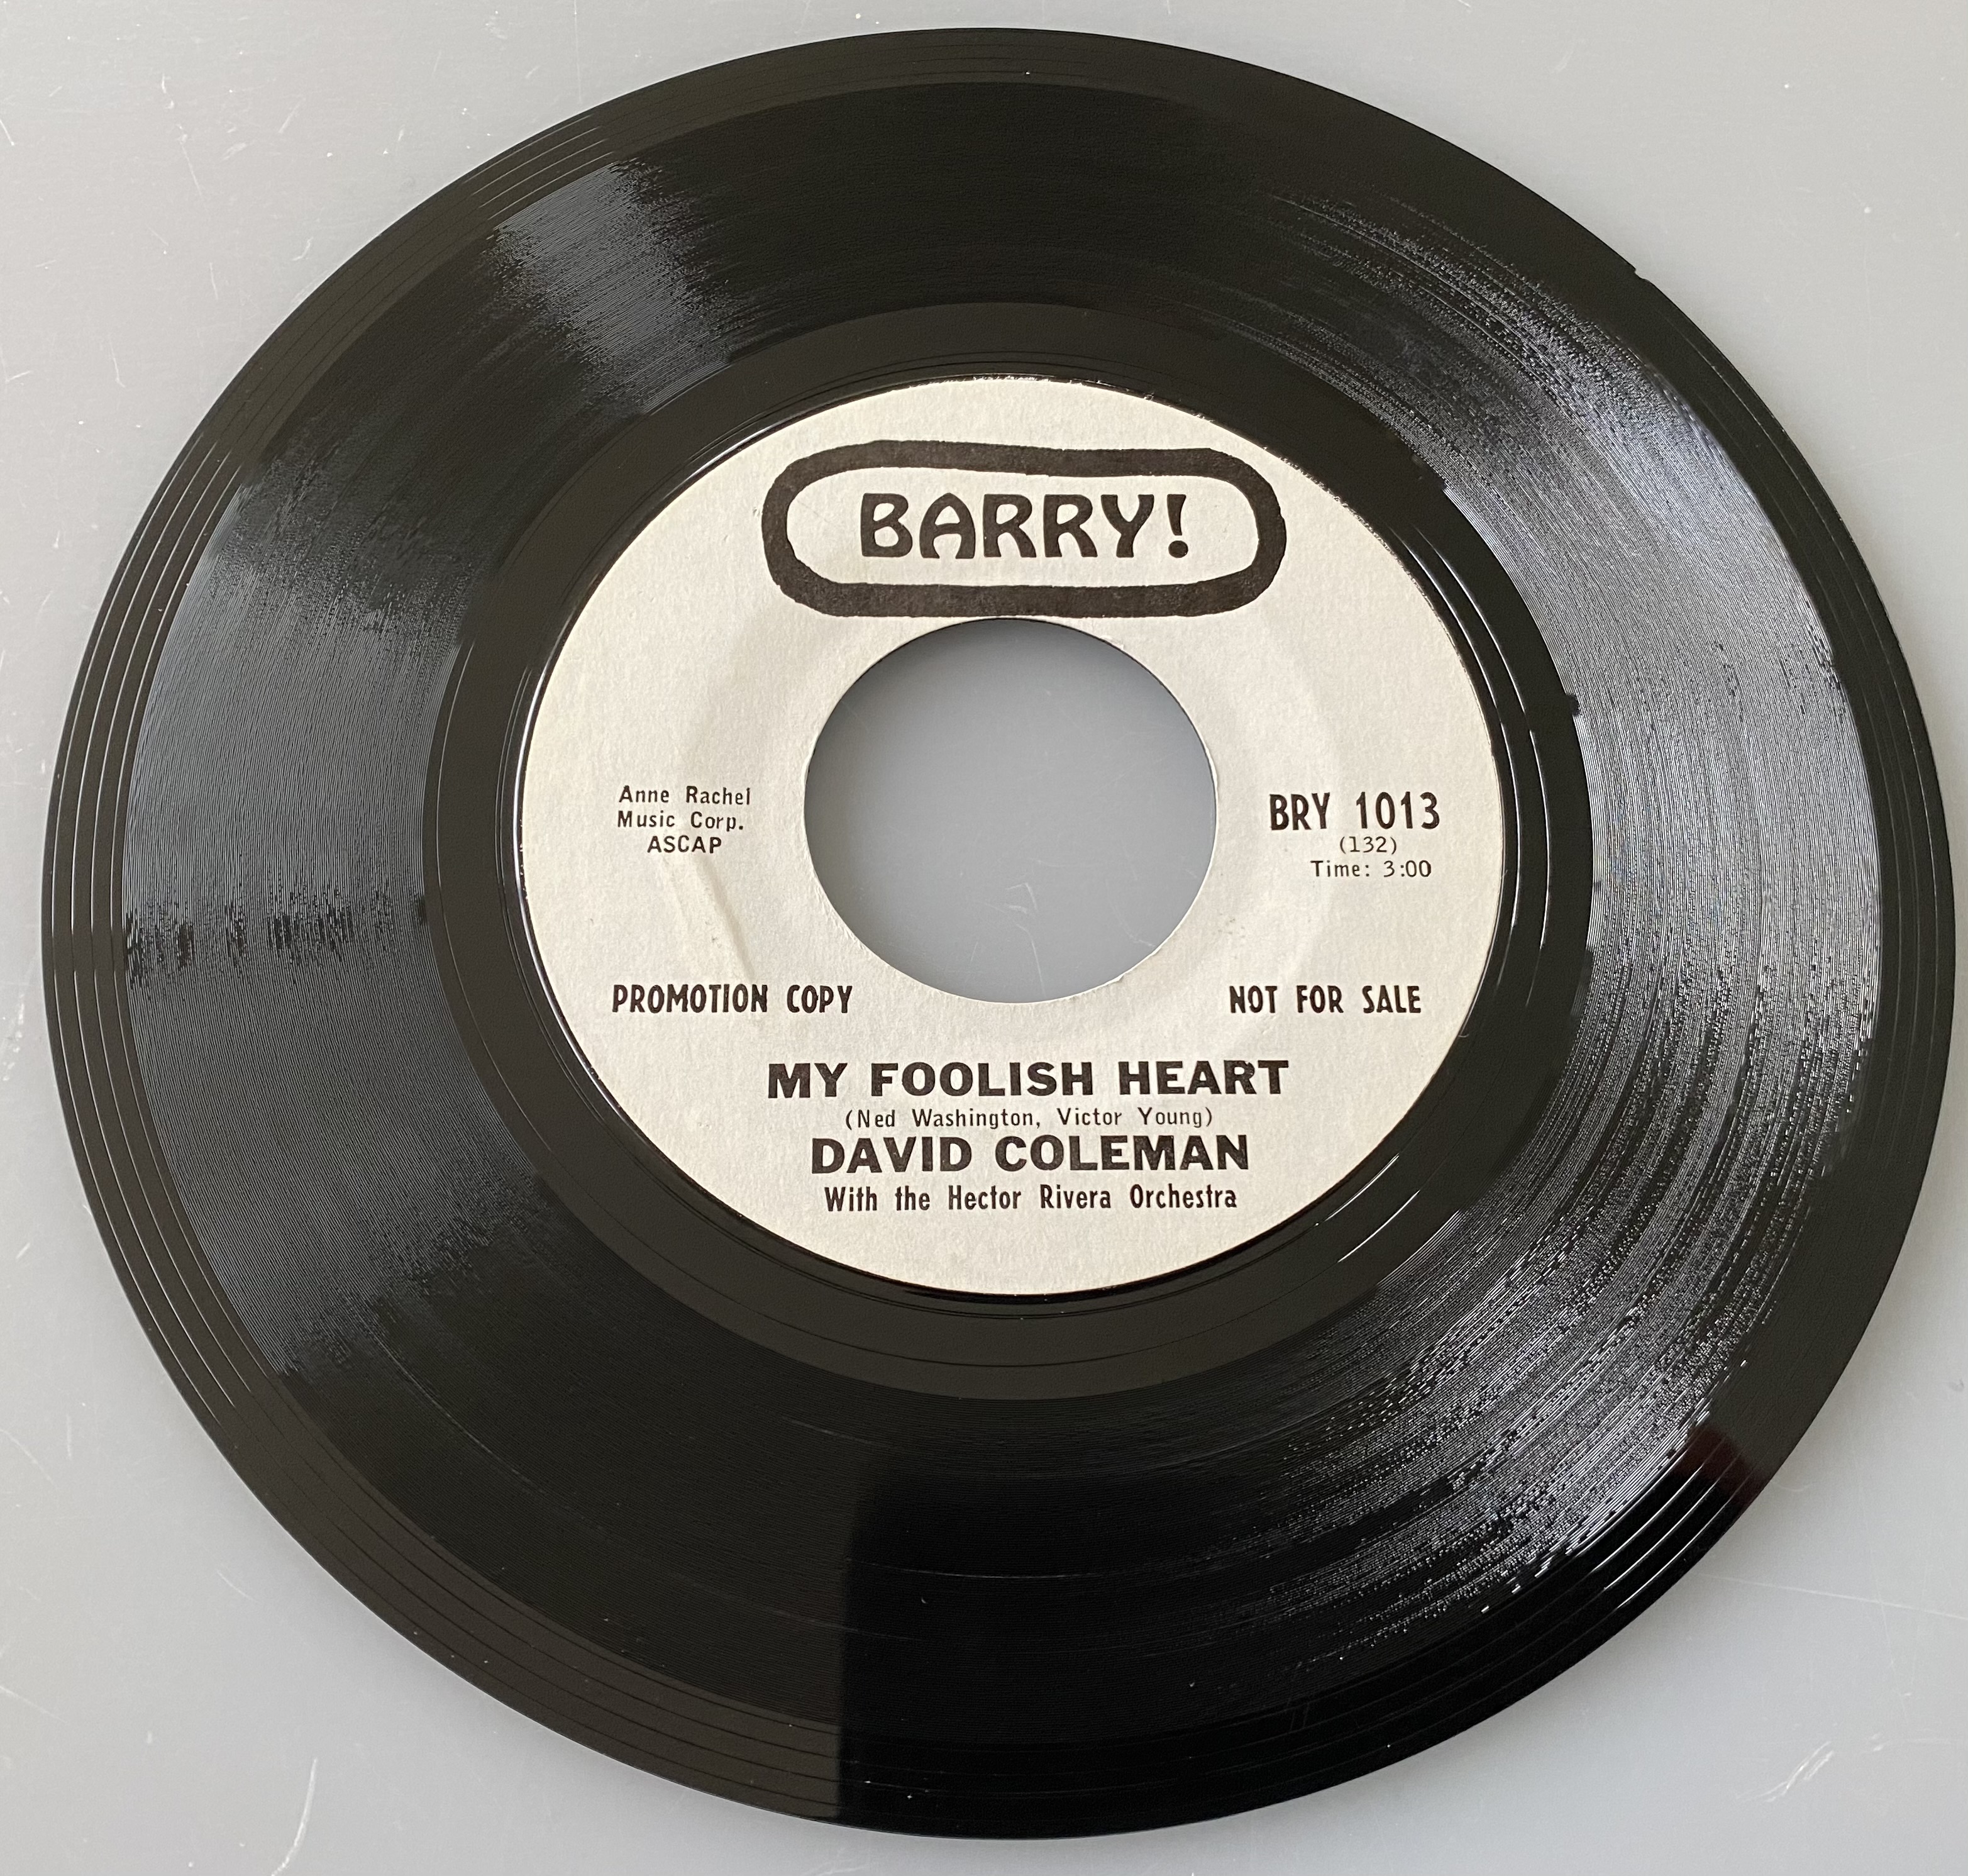 BARRY!
Anne Rachel
Music Corp.
ASCAP
BRY 1013
(132)
Time: 3:00
PROMOTION COPY
NOT FOR SALE
MY FOOLISH HEART
(Ned Washington, Victor Young)
DAVID COLEMAN
With the Hector Rivera Orchestra